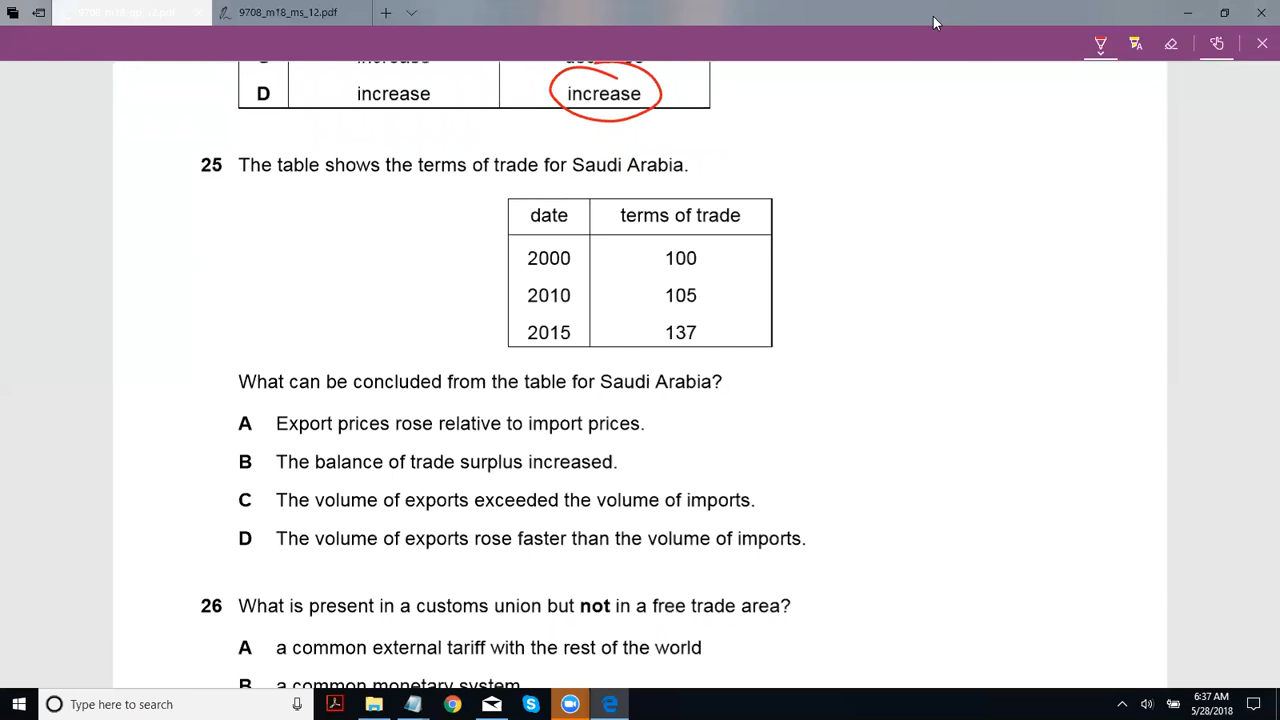 9708_m18_ms_12.pdf
D increase increase
25 The table shows the terms of trade for Saudi Arabia.
date terms of trade
2000 100
2010 105
2015 137
What can be concluded from the table for Saudi Arabia?
A Export prices rose relative to import prices.
B The balance of trade surplus increased.
C The volume of exports exceeded the volume of imports.
D The volume of exports rose faster than the volume of imports.
26 What is present in a customs union but not in a free trade area?
A a common external tariff with the rest of the world
B a common monetary system
Type here to search
6:37 AM
5/28/2018